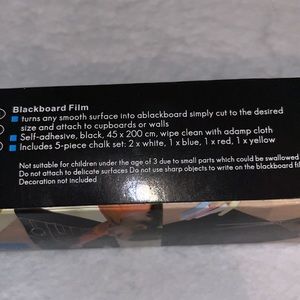 Blackboard Film
turns any smooth surface into ablackboard simply cut to the desired
size and attach to cupboards or walls
Self-adhesive, black, 45 x 200 cm, wipe clean with adamp cloth
Includes 5-piece chalk set: 2 x white, 1 x blue, 1 x red, 1 x yellow
Not suitable for children under the age of 3 due to small parts which could be swallowed
Do not attach to delicate surfaces Do not use sharp objects to write on the blackboard
Decoration not included